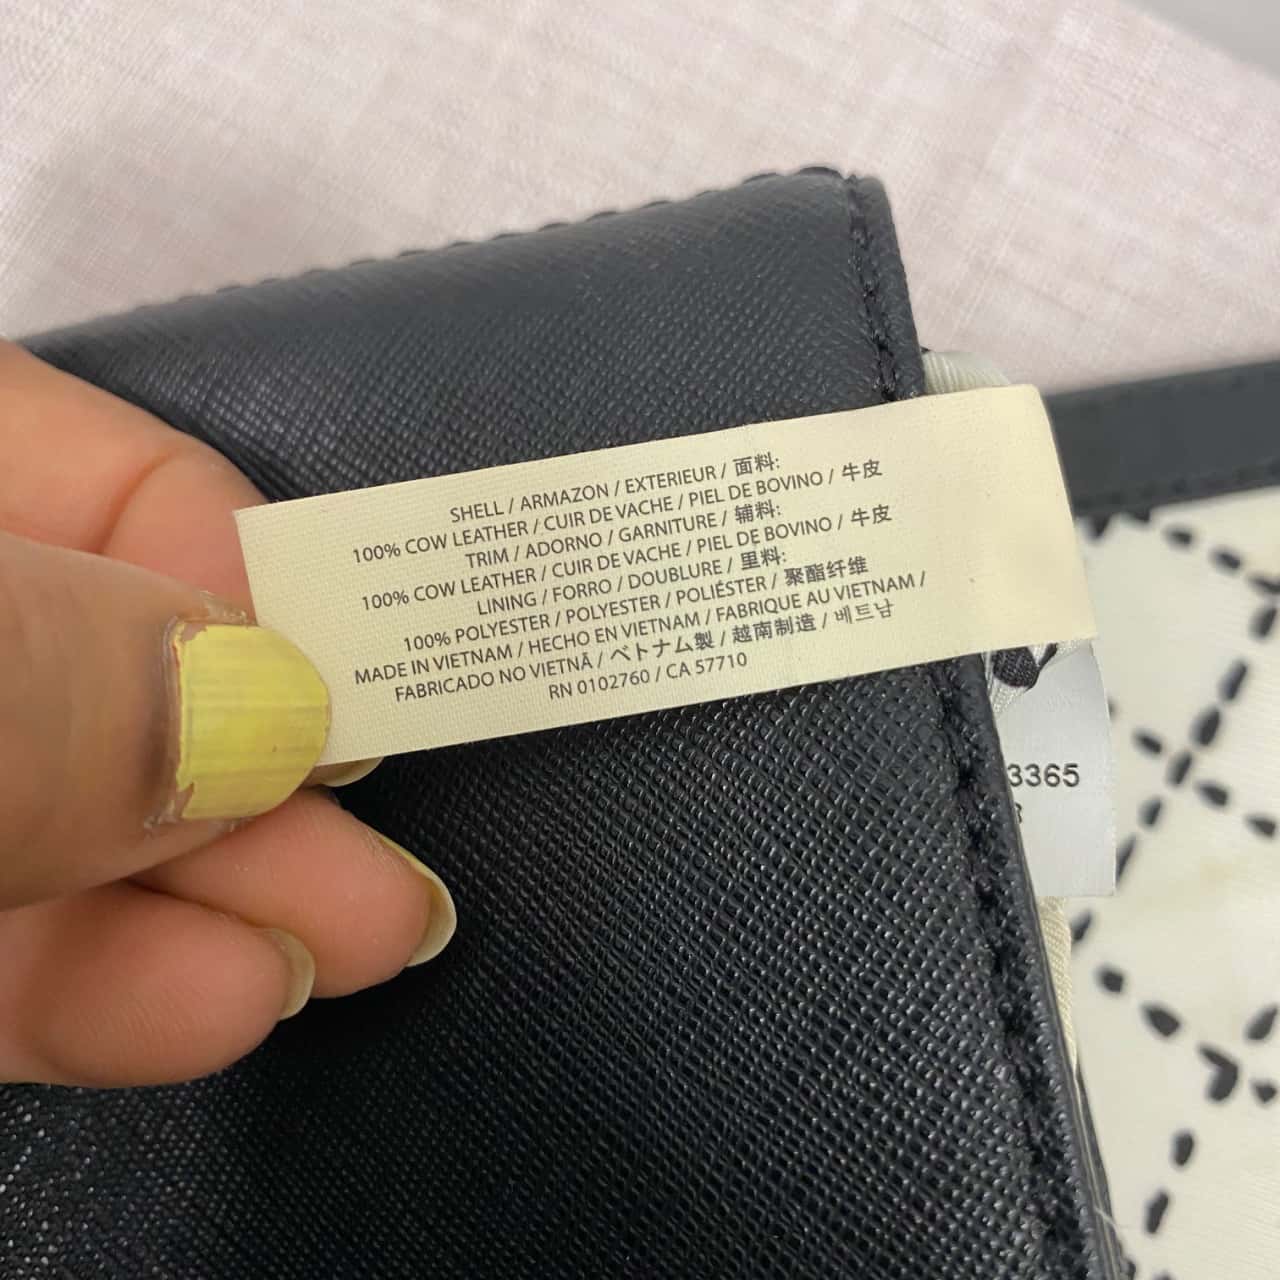 SHELL / ARMAZON / EXTERIEUR / 面料:
100% COW LEATHER / CUIR DE VACHE / PIEL DE BOVINO / 牛皮
TRIM / ADORNO / GARNITURE / 辅料:
100% COW LEATHER / CUIR DE VACHE / PIEL DE BOVINO / 牛皮
LINING / FORRO / DOUBLURE / 里料:
100% POLYESTER / POLYESTER / POLIÉSTER / 聚酯纤维
MADE IN VIETNAM / HECHO EN VIETNAM / FABRIQUE AU VIETNAM /
FABRICADO NO VIETNÃ / ベトナム製 / 越南制造 / 베트남
RN 0102760 / CA 57710
3365